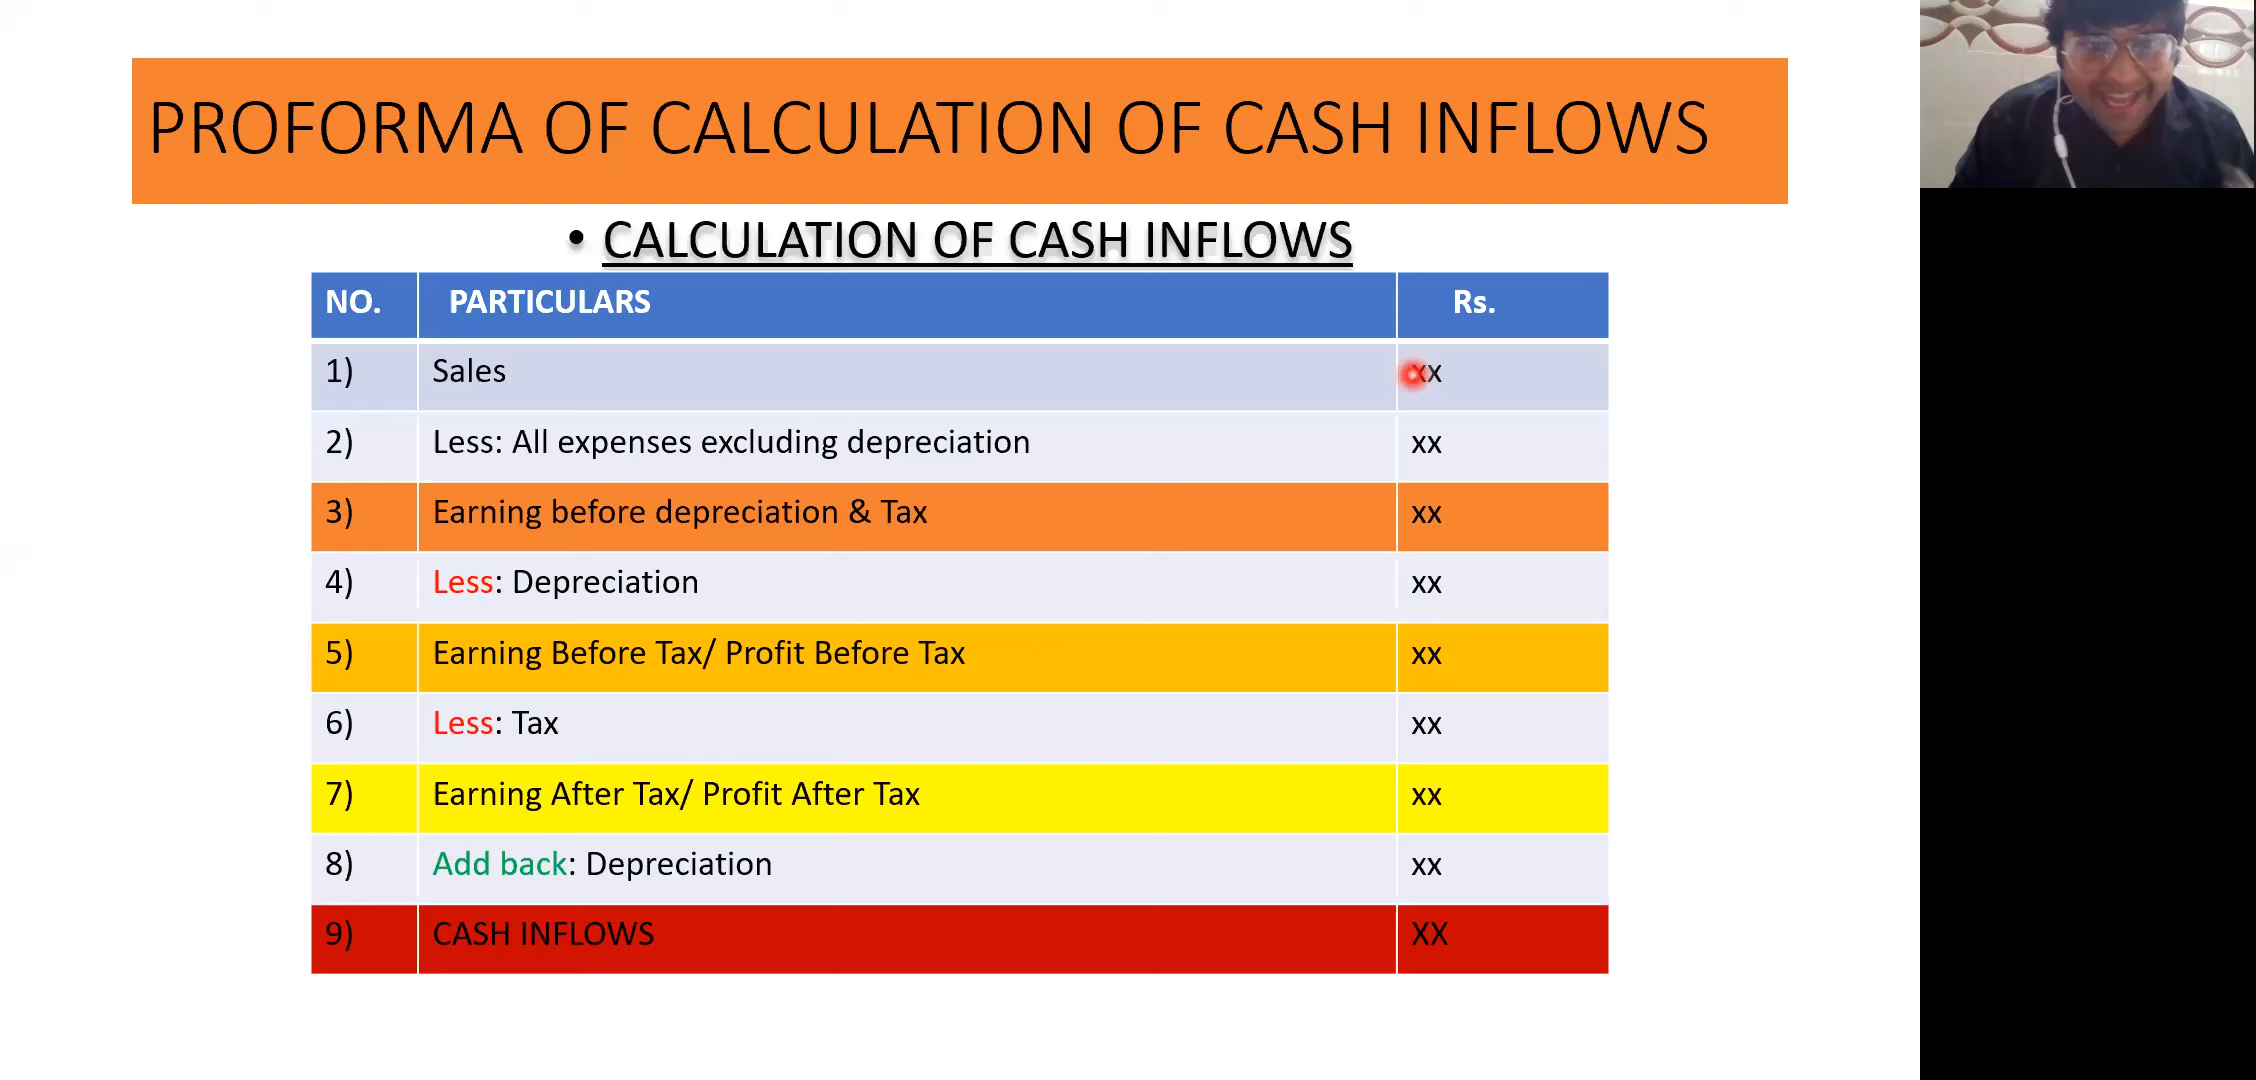 PROFORMA OF CALCULATION OF CASH INFLOWS
• CALCULATION OF CASH INFLOWS
NO. PARTICULARS Rs.
1) Sales xx
2) Less: All expenses excluding depreciation xx
3) Earning before depreciation & Tax xx
4) Less: Depreciation xx
5) Earning Before Tax/ Profit Before Tax xx
6) Less: Tax xx
7) Earning After Tax/ Profit After Tax xx
8) Add back: Depreciation xx
9) CASH INFLOWS XX